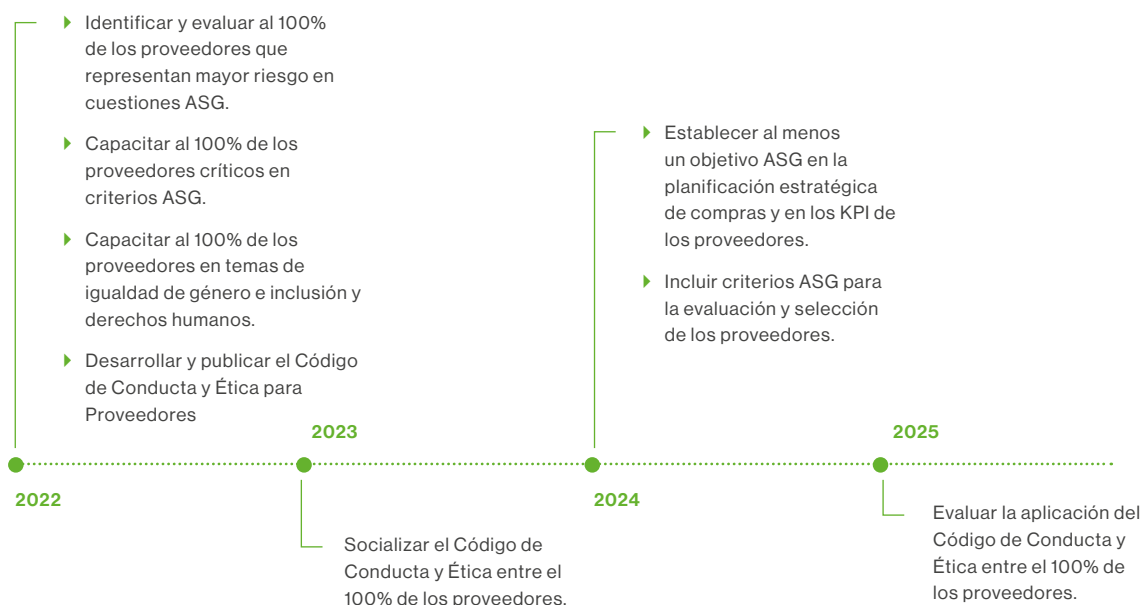 Identificar y evaluar al 100%
de los proveedores que
representan mayor riesgo en
cuestiones ASG.
Capacitar al 100% de los
proveedores críticos en
criterios ASG.
Capacitar al 100% de los
proveedores en temas de
igualdad de género e inclusión y
derechos humanos.
Desarrollar y publicar el Código
de Conducta y Ética para
Proveedores
2022
2023
Socializar el Código de
Conducta y Ética entre el
100% de los proveedores.
Establecer al menos
un objetivo ASG en la
planificación estratégica
de compras y en los KPI de
los proveedores.
Incluir criterios ASG para
la evaluación y selección
de los proveedores.
2024
2025
Evaluar la aplicación del
Código de Conducta y
Ética entre el 100% de
los proveedores.